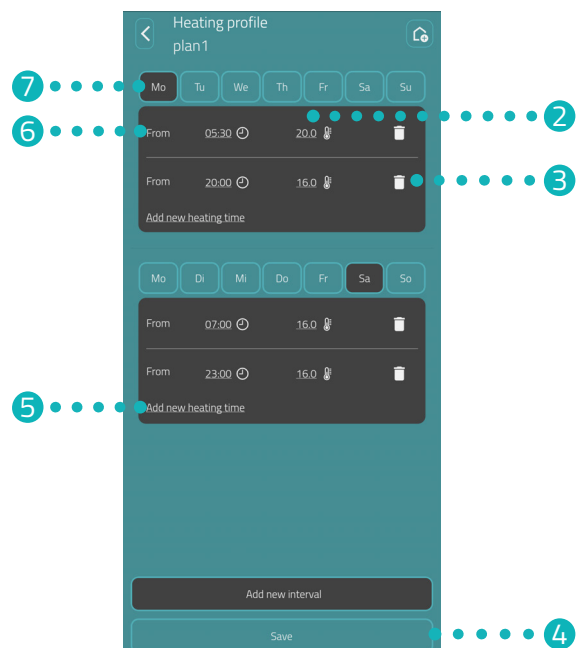 Heating profile
plan1
7 Mo Tu We Th Fr Sa Su
2
6 From 05:30 20.0
From 20:00 16.0 3
Add new heating time
Mo Di Mi Do Fr Sa So
From 07:00 16.0
From 23:00 16.0
5 Add new heating time
Add new interval
Save 4